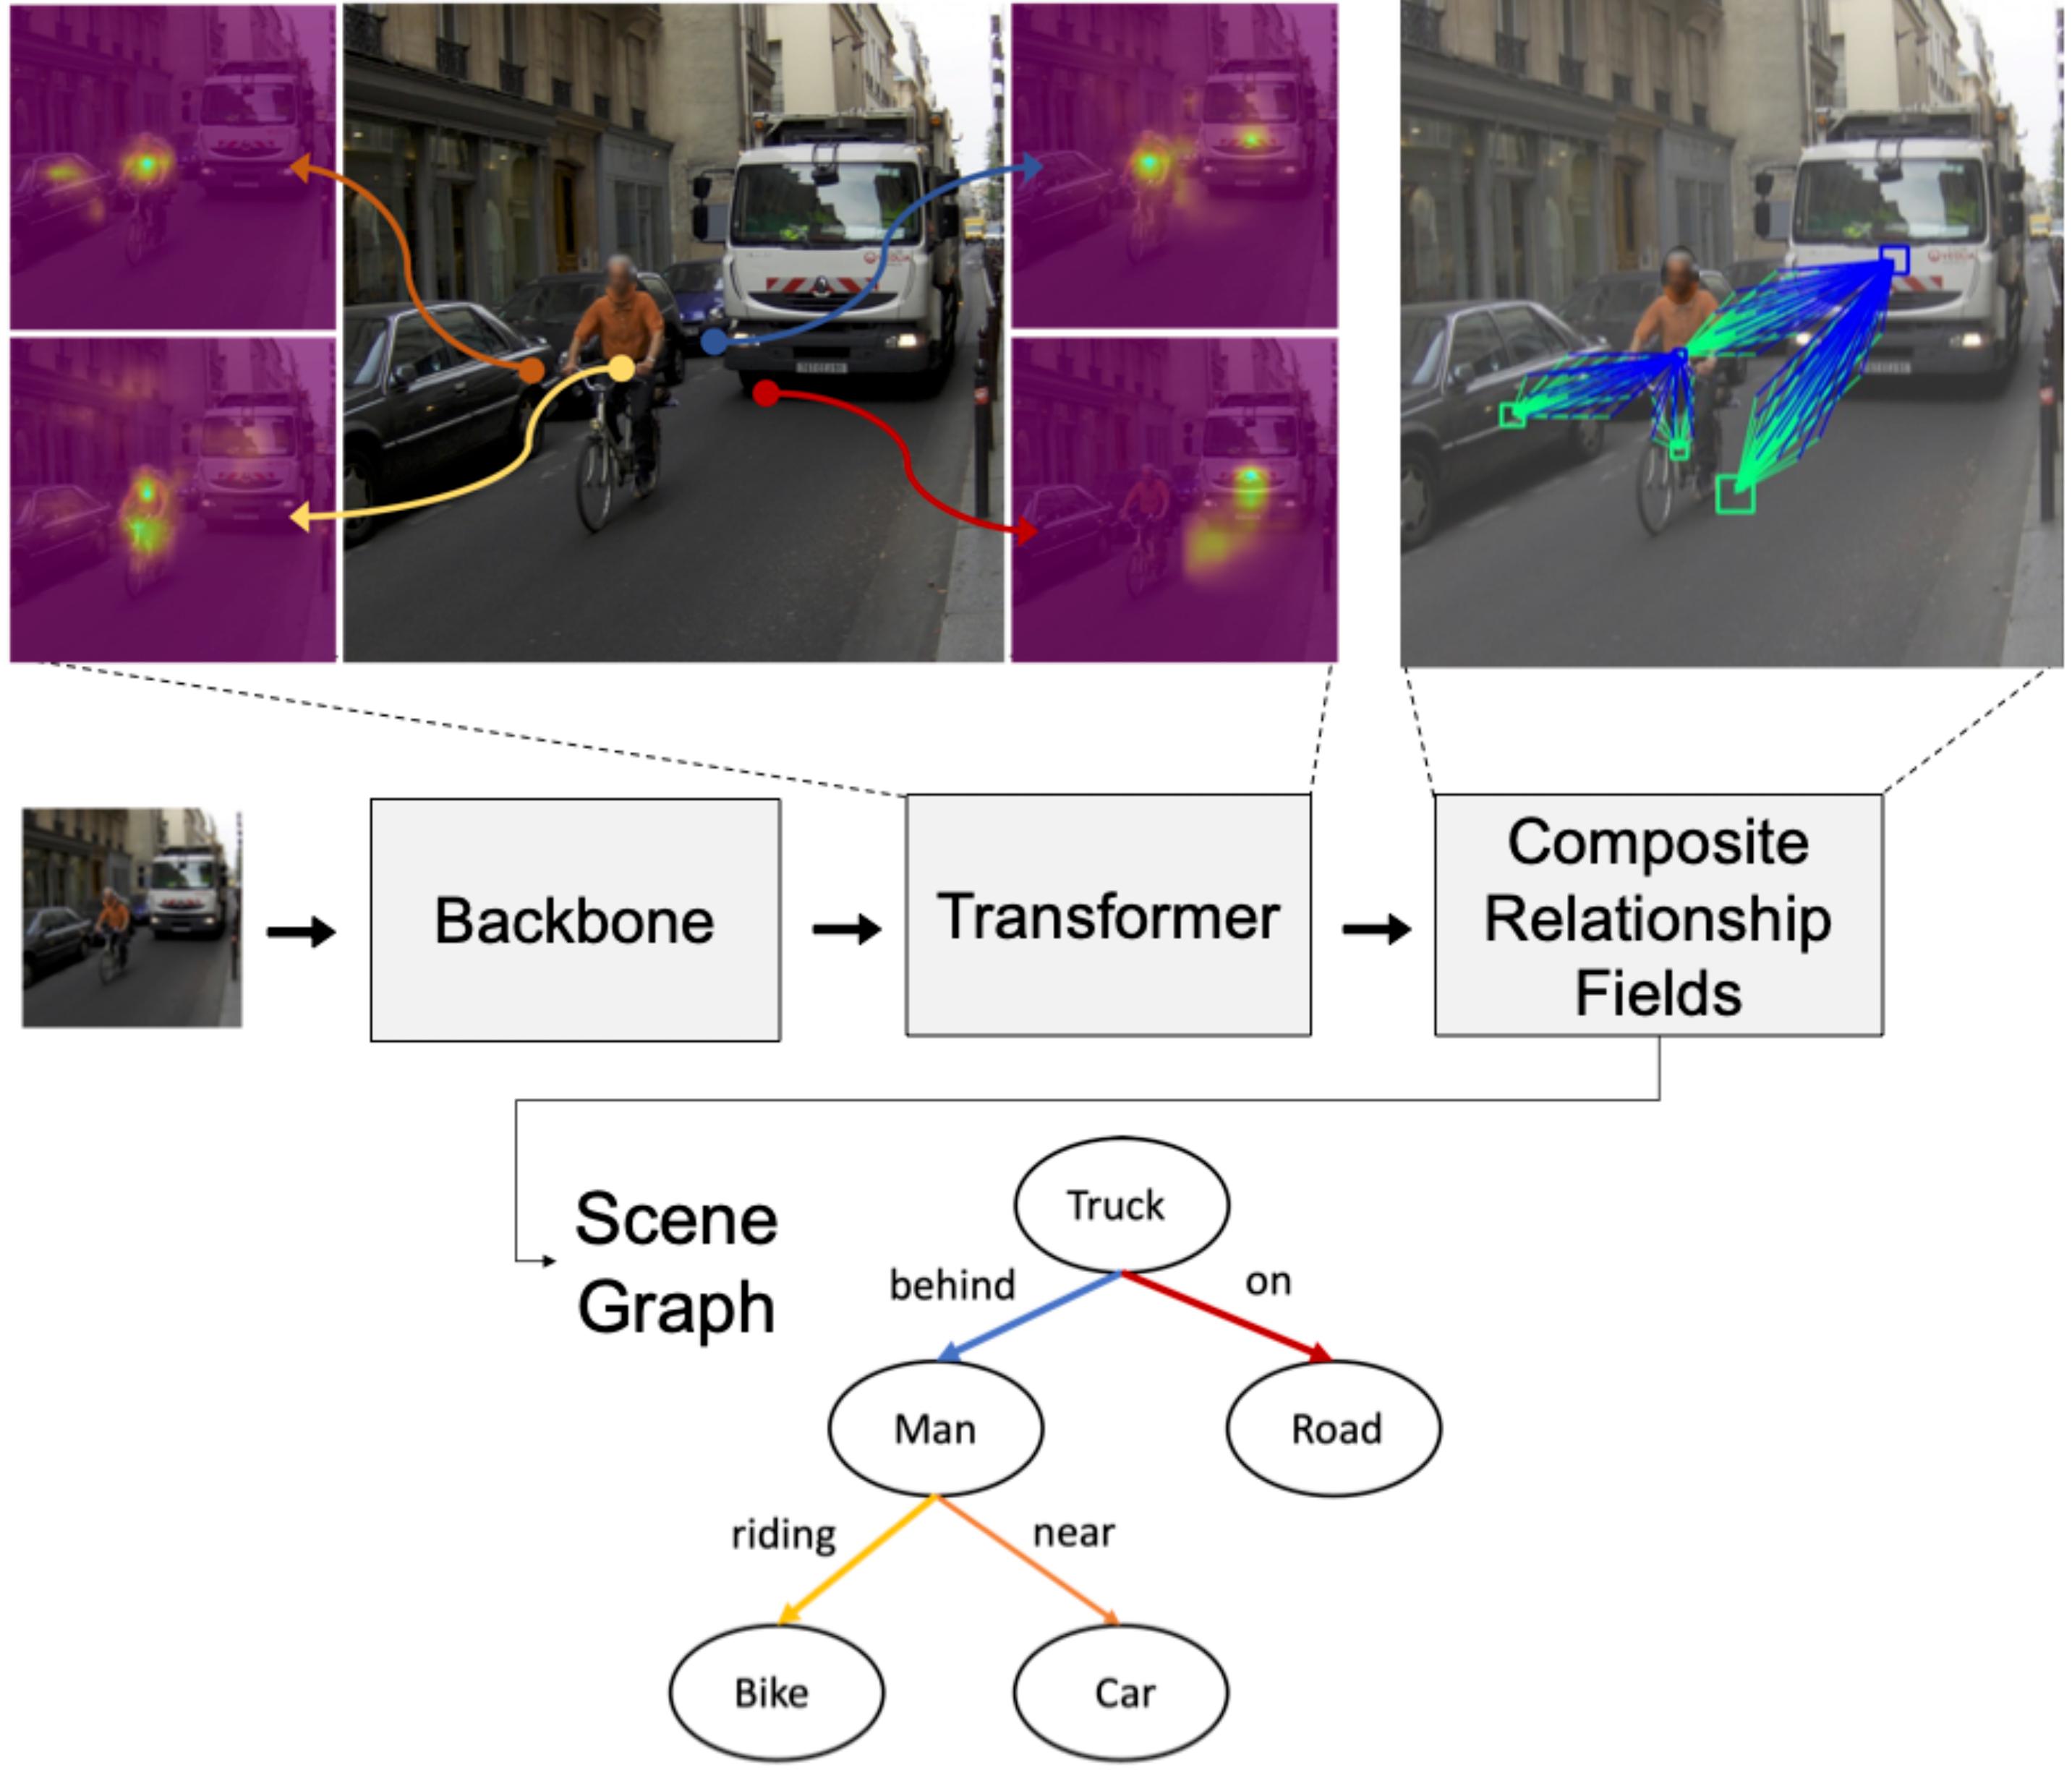 Backbone
Transformer
Composite
Relationship
Fields
Scene
Graph
Truck
behind
on
Man
Road
riding
near
Bike
Car